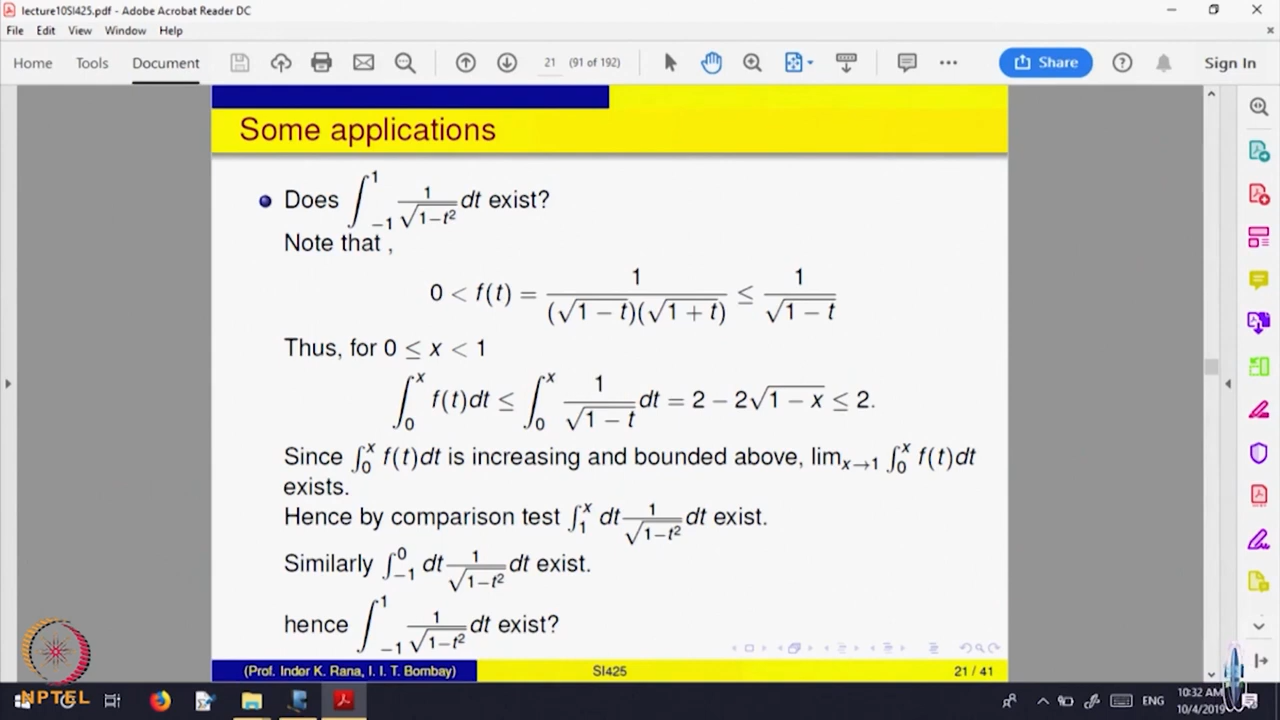 lecture10SI425.pdf - Adobe Acrobat Reader DC
File Edit View Window Help
Home Tools Document 21 (91 of 192) Share Sign In
Some applications
Does ∫_{-1}^{1} 1/√(1−t²) dt exist?
Note that ,
0 < f(t) = 1/((√(1 − t))(√(1 + t))) ≤ 1/√(1 − t)
Thus, for 0 ≤ x < 1
∫_0^x f(t)dt ≤ ∫_0^x 1/√(1 − t) dt = 2 − 2√(1 − x) ≤ 2.
Since ∫_0^x f(t)dt is increasing and bounded above, lim_{x→1} ∫_0^x f(t)dt
exists.
Hence by comparison test ∫_1^x dt 1/√(1−t²) dt exist.
Similarly ∫_{-1}^0 dt 1/√(1−t²) dt exist.
hence ∫_{-1}^{1} 1/√(1−t²) dt exist?
(Prof. Inder K. Rana, I. I. T. Bombay) SI425 21 / 41
NPTEL
ENG
10:32 AM
10/4/2019